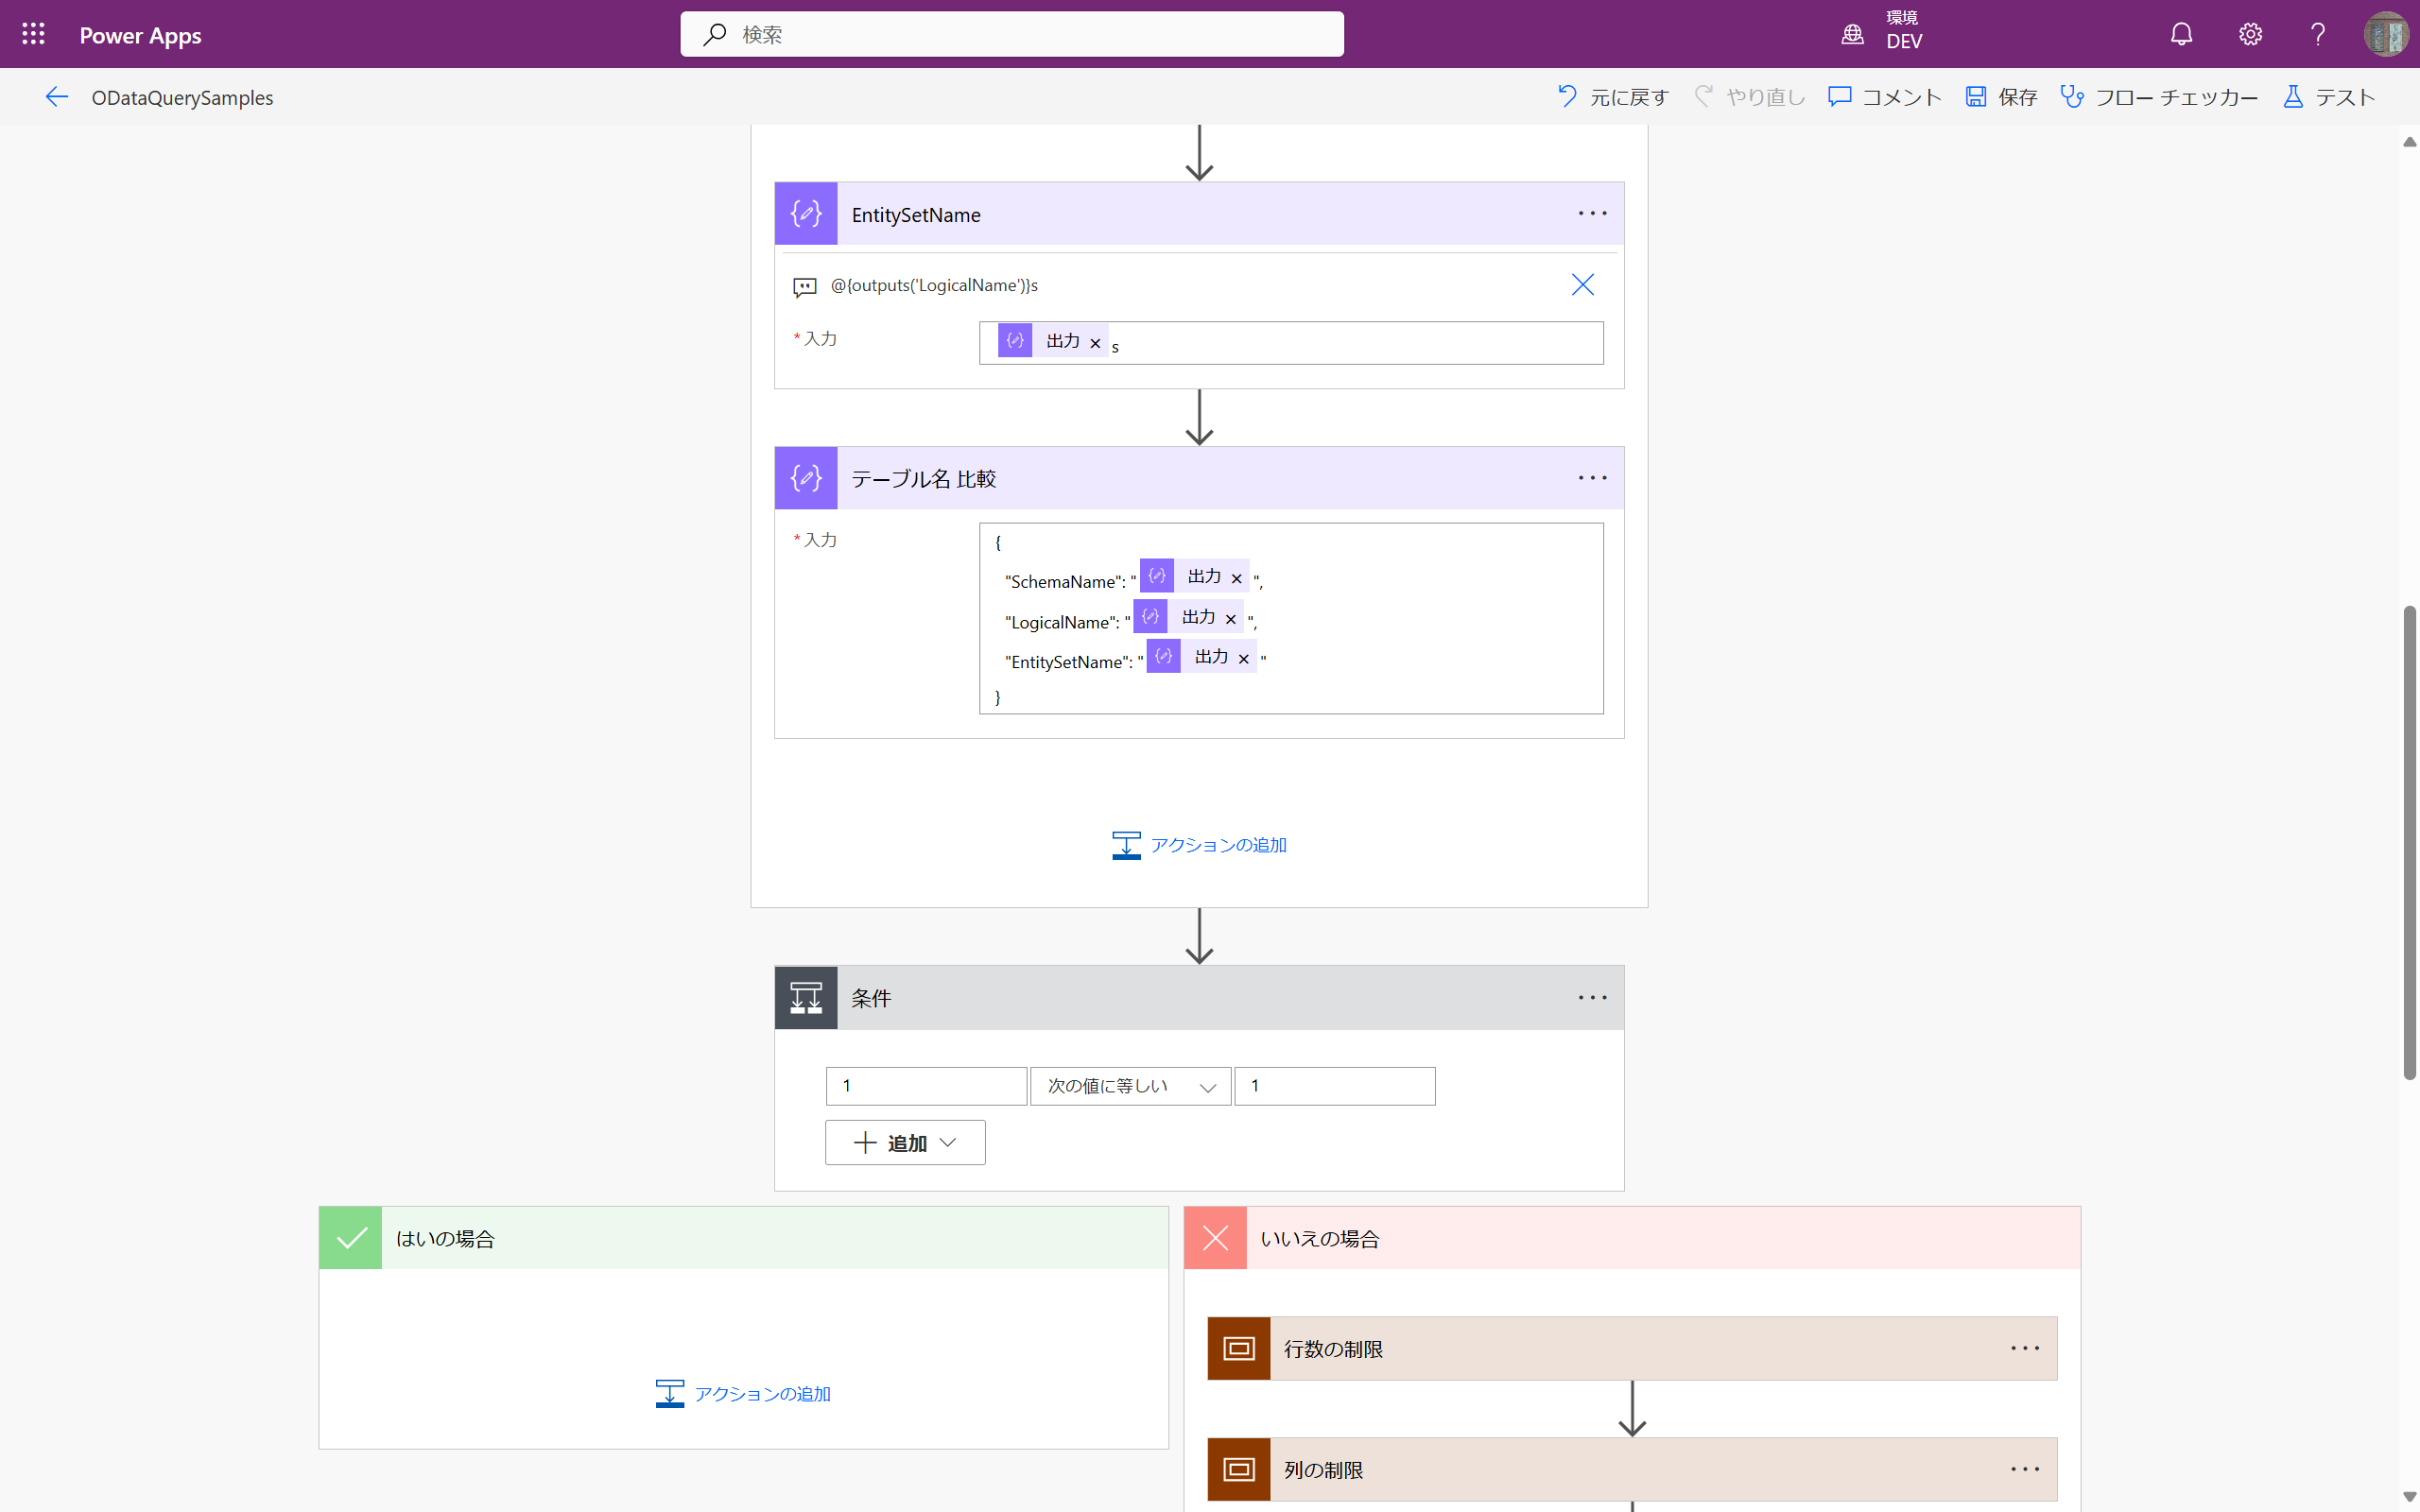 Power Apps
検索
環境
DEV
ODataQuerySamples
元に戻す
やり直し
コメント
保存
フロー チェッカー
テスト
EntitySetName
@{outputs('LogicalName')}s
* 入力
出力 × s
テーブル名 比較
* 入力
{
"SchemaName": " 出力 × ",
"LogicalName": " 出力 × ",
"EntitySetName": " 出力 × "
}
アクションの追加
条件
1
次の値に等しい
1
追加
はいの場合
いいえの場合
行数の制限
アクションの追加
列の制限